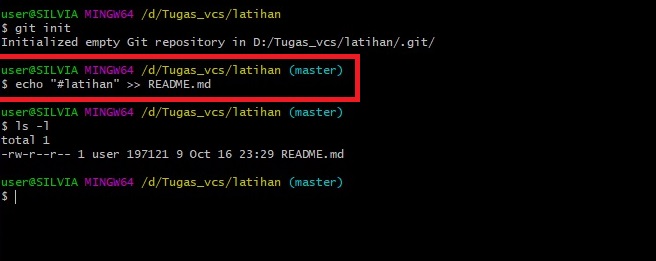 user@SILVIA MINGW64 /d/Tugas_vcs/latihan
$ git init
Initialized empty Git repository in D:/Tugas_vcs/latihan/.git/
user@SILVIA MINGW64 /d/Tugas_vcs/latihan (master)
$ echo "#latihan" >> README.md
user@SILVIA MINGW64 /d/Tugas_vcs/latihan (master)
$ ls -l
total 1
-rw-r--r-- 1 user 197121 9 Oct 16 23:29 README.md
user@SILVIA MINGW64 /d/Tugas_vcs/latihan (master)
$